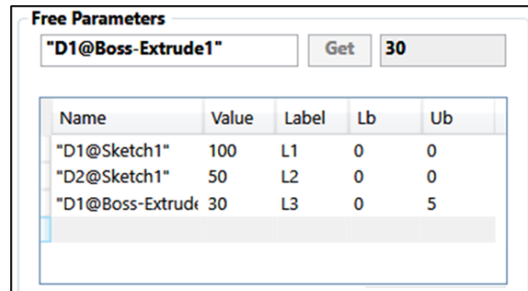 Free Parameters
"D1@Boss-Extrude1" Get 30
Name Value Label Lb Ub
"D1@Sketch1" 100 L1 0 0
"D2@Sketch1" 50 L2 0 0
"D1@Boss-Extrude 30 L3 0 5